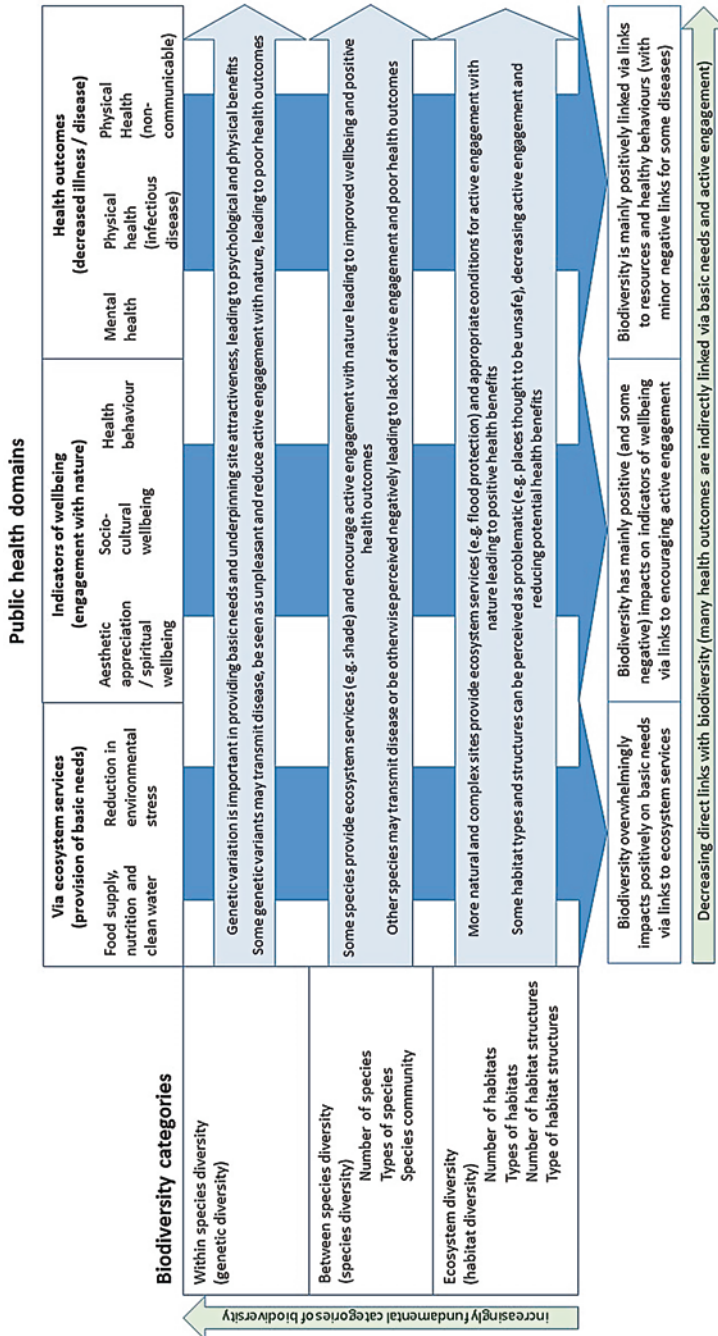 Public health domains
Via ecosystem services
(provision of basic needs)
Food supply,
nutrition and
clean water
Reduction in
environmental
stress
Indicators of wellbeing
(engagement with nature)
Aesthetic
appreciation
/ spiritual
wellbeing
Socio-
cultural
wellbeing
Health
behaviour
Health outcomes
(decreased illness / disease)
Mental
health
Physical
health
(infectious
disease)
Physical
Health
(non-
communicable)
Biodiversity categories
Within species diversity
(genetic diversity)
Genetic variation is important in providing basic needs and underpinning site attractiveness, leading to psychological and physical benefits
Some genetic variants may transmit disease, be seen as unpleasant and reduce active engagement with nature, leading to poor health outcomes
Between species diversity
(species diversity)
Number of species
Types of species
Species community
Some species provide ecosystem services (e.g. shade) and encourage active engagement with nature leading to improved wellbeing and positive
health outcomes
Other species may transmit disease or be otherwise perceived negatively leading to lack of active engagement and poor health outcomes
Ecosystem diversity
(habitat diversity)
Number of habitats
Types of habitats
Number of habitat structures
Type of habitat structures
More natural and complex sites provide ecosystem services (e.g. flood protection) and appropriate conditions for active engagement with
nature leading to positive health benefits
Some habitat types and structures can be perceived as problematic (e.g. places thought to be unsafe), decreasing active engagement and
reducing potential health benefits
increasingly fundamental categories of biodiversity
Biodiversity overwhelmingly
impacts positively on basic needs
via links to ecosystem services
Biodiversity has mainly positive (and some
negative) impacts on indicators of wellbeing
via links to encouraging active engagement
Biodiversity is mainly positively linked via links
to resources and healthy behaviours (with
minor negative links for some diseases)
Decreasing direct links with biodiversity (many health outcomes are indirectly linked via basic needs and active engagement)